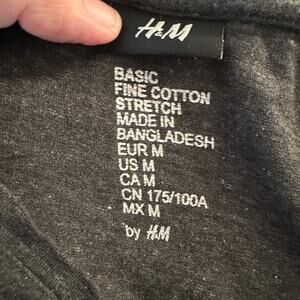 H&M
BASIC
FINE COTTON
STRETCH
MADE IN
BANGLADESH
EUR M
US M
CA M
CN 175/100A
MX M
by H&M